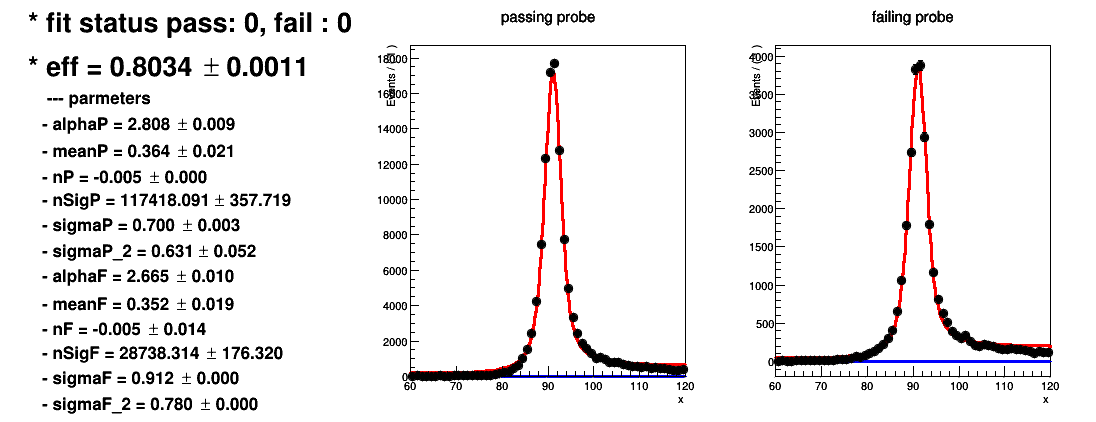 * fit status pass: 0, fail : 0
* eff = 0.8034 ± 0.0011
--- parmeters
- alphaP = 2.808 ± 0.009
- meanP = 0.364 ± 0.021
- nP = -0.005 ± 0.000
- nSigP = 117418.091 ± 357.719
- sigmaP = 0.700 ± 0.003
- sigmaP_2 = 0.631 ± 0.052
- alphaF = 2.665 ± 0.010
- meanF = 0.352 ± 0.019
- nF = -0.005 ± 0.014
- nSigF = 28738.314 ± 176.320
- sigmaF = 0.912 ± 0.000
- sigmaF_2 = 0.780 ± 0.000
passing probe
Events / ( )
18000
16000
14000
12000
10000
8000
6000
4000
2000
0
60 70 80 90 100 110 120
x
failing probe
Events / ( )
4000
3500
3000
2500
2000
1500
1000
500
0
60 70 80 90 100 110 120
x